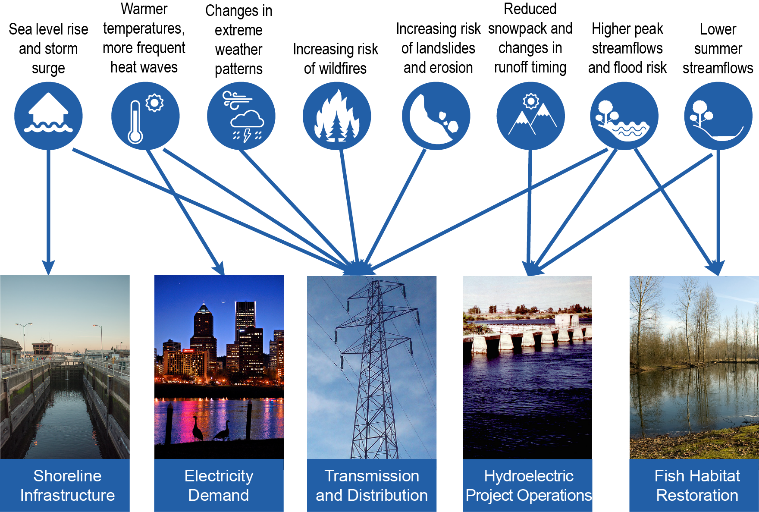 Sea level rise
and storm
surge
Warmer
temperatures,
more frequent
heat waves
Changes in
extreme
weather
patterns
Increasing risk
of wildfires
Increasing risk
of landslides
and erosion
Reduced
snowpack and
changes in
runoff timing
Higher peak
streamflows
and flood risk
Lower
summer
streamflows
Shoreline
Infrastructure
Electricity
Demand
Transmission
and Distribution
Hydroelectric
Project Operations
Fish Habitat
Restoration